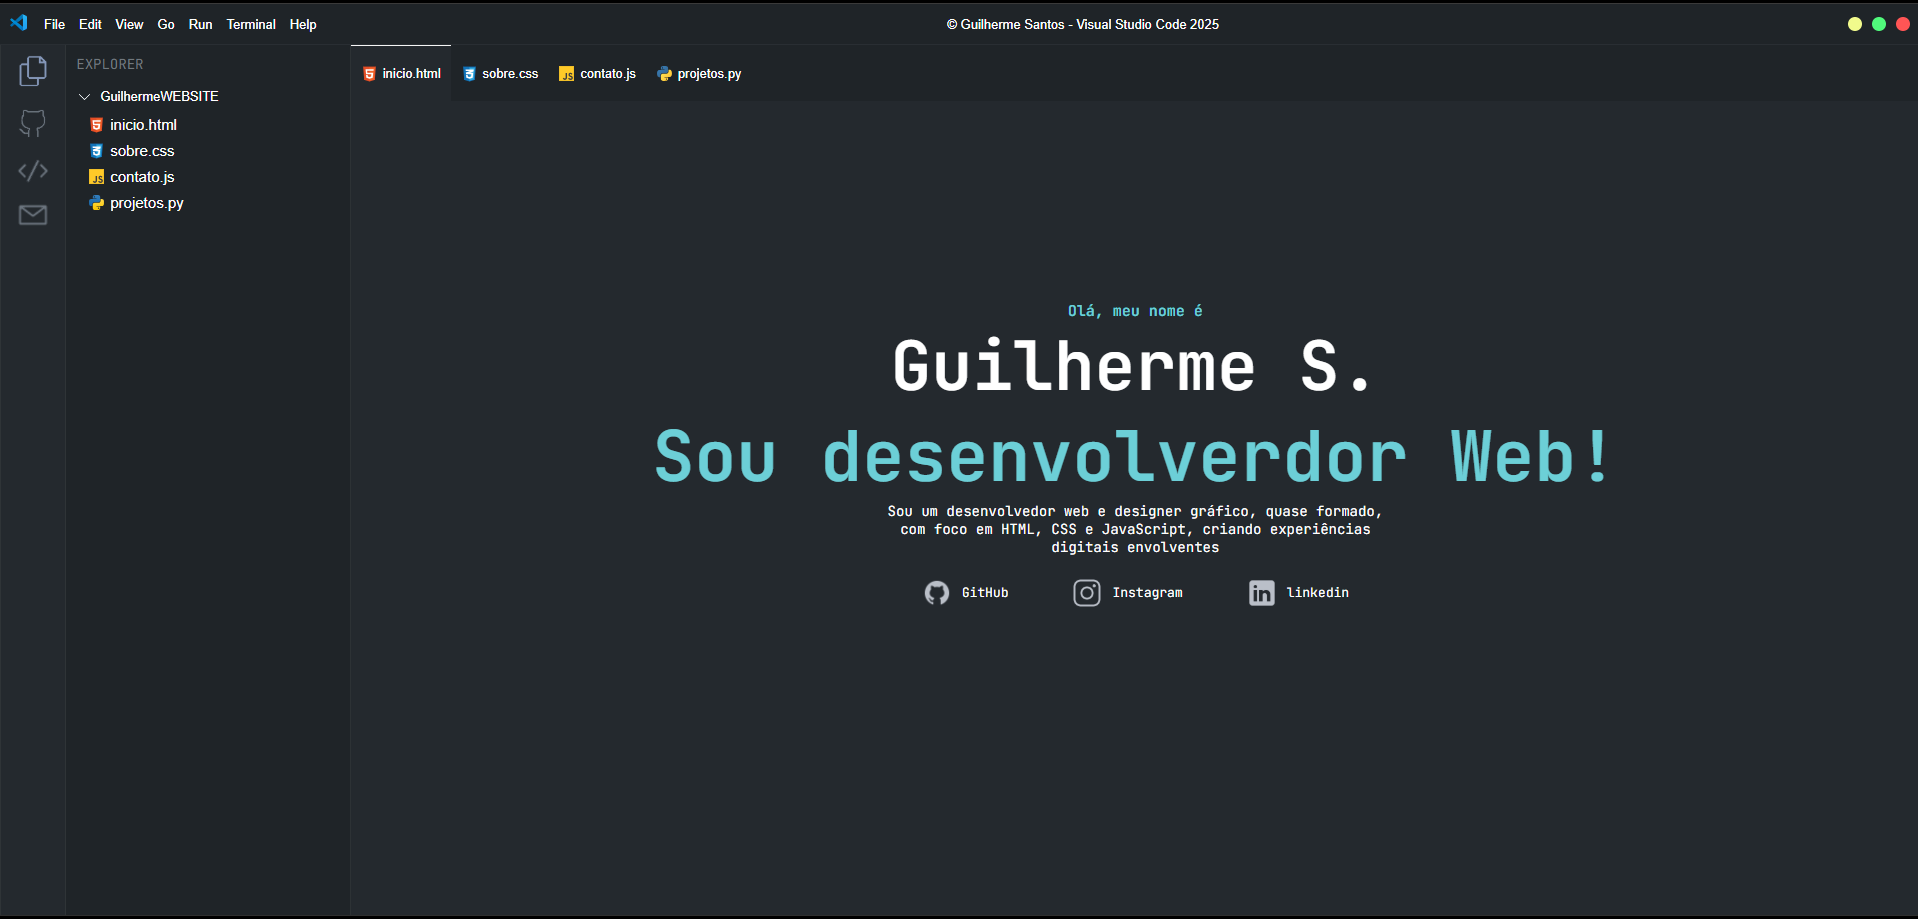 File Edit View Go Run Terminal Help
© Guilherme Santos - Visual Studio Code 2025
EXPLORER
GuilhermeWEBSITE
inicio.html
sobre.css
contato.js
projetos.py
inicio.html sobre.css contato.js projetos.py
Olá, meu nome é
Guilherme S.
Sou desenvolverdor Web!
Sou um desenvolvedor web e designer gráfico, quase formado,
com foco em HTML, CSS e JavaScript, criando experiências
digitais envolventes
GitHub Instagram linkedin